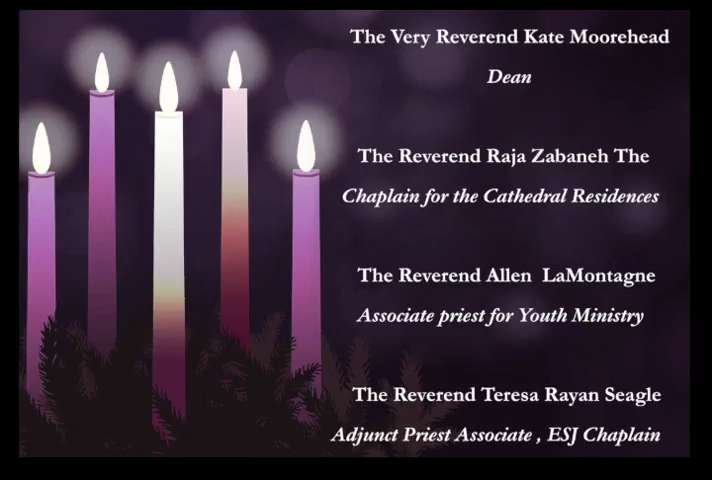 The Very Reverend Kate Moorehead
Dean
The Reverend Raja Zabaneh The
Chaplain for the Cathedral Residences
The Reverend Allen LaMontagne
Associate priest for Youth Ministry
The Reverend Teresa Rayan Seagle
Adjunct Priest Associate , ESJ Chaplain